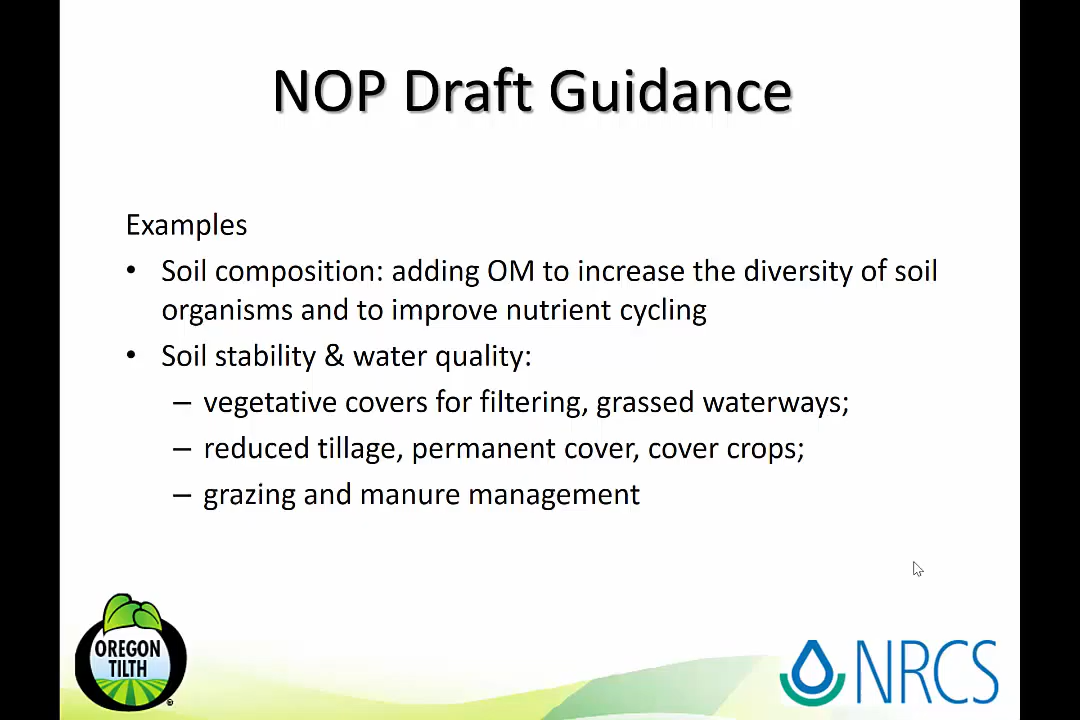 NOP Draft Guidance
Examples
• Soil composition: adding OM to increase the diversity of soil
organisms and to improve nutrient cycling
• Soil stability & water quality:
– vegetative covers for filtering, grassed waterways;
– reduced tillage, permanent cover, cover crops;
– grazing and manure management
OREGON
TILTH
®
NRCS